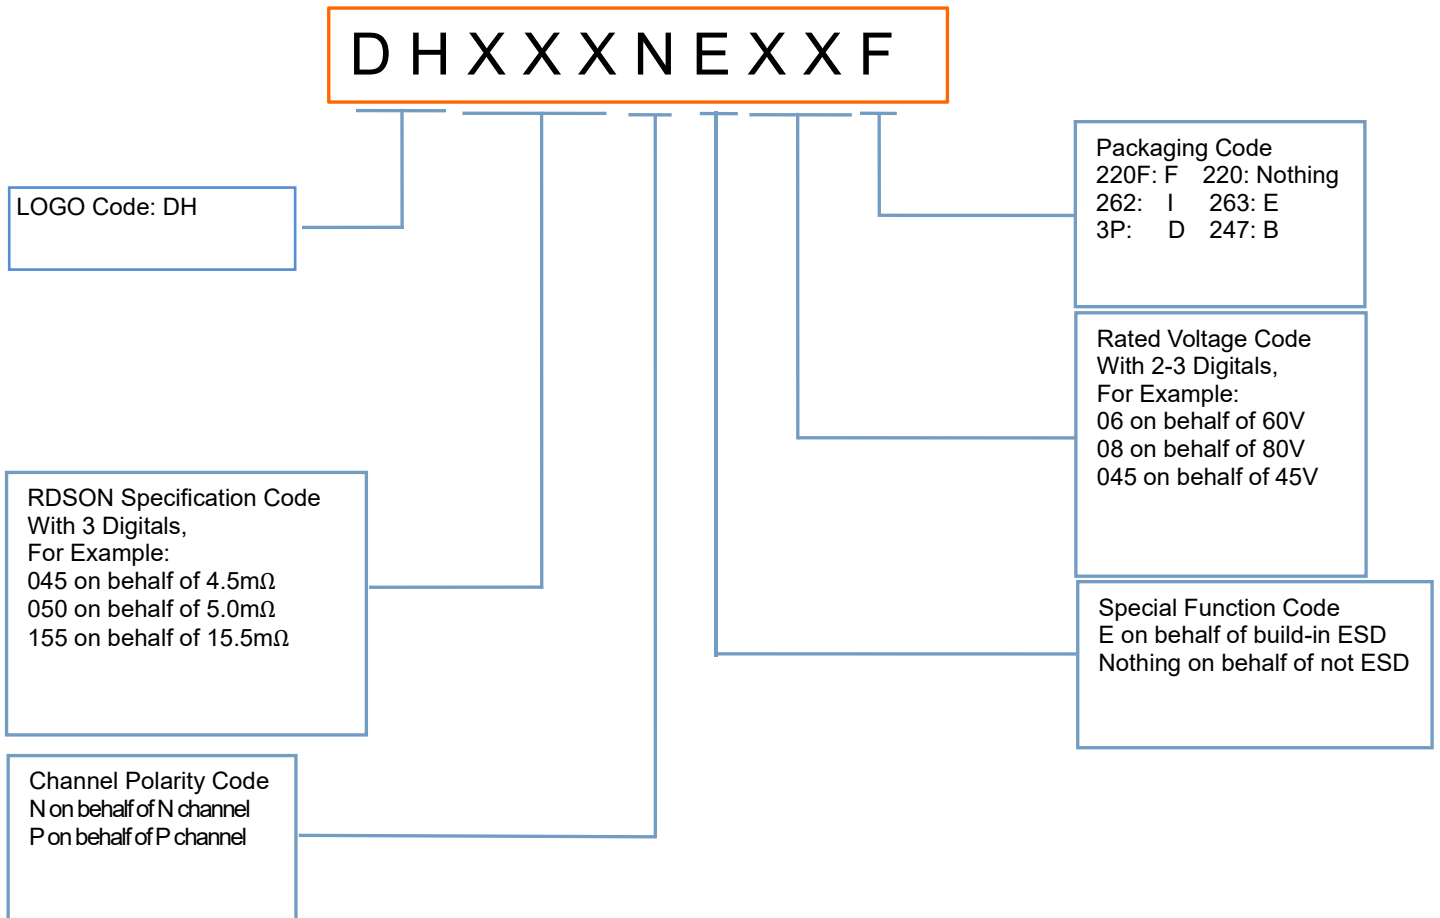 DHXXXNEXXF
LOGO Code: DH
Packaging Code
220F: F 220: Nothing
262: I 263: E
3P: D 247: B
Rated Voltage Code
With 2-3 Digitals,
For Example:
06 on behalf of 60V
08 on behalf of 80V
045 on behalf of 45V
RDSON Specification Code
With 3 Digitals,
For Example:
045 on behalf of 4.5mΩ
050 on behalf of 5.0mΩ
155 on behalf of 15.5mΩ
Special Function Code
E on behalf of build-in ESD
Nothing on behalf of not ESD
Channel Polarity Code
N on behalf of N channel
P on behalf of P channel